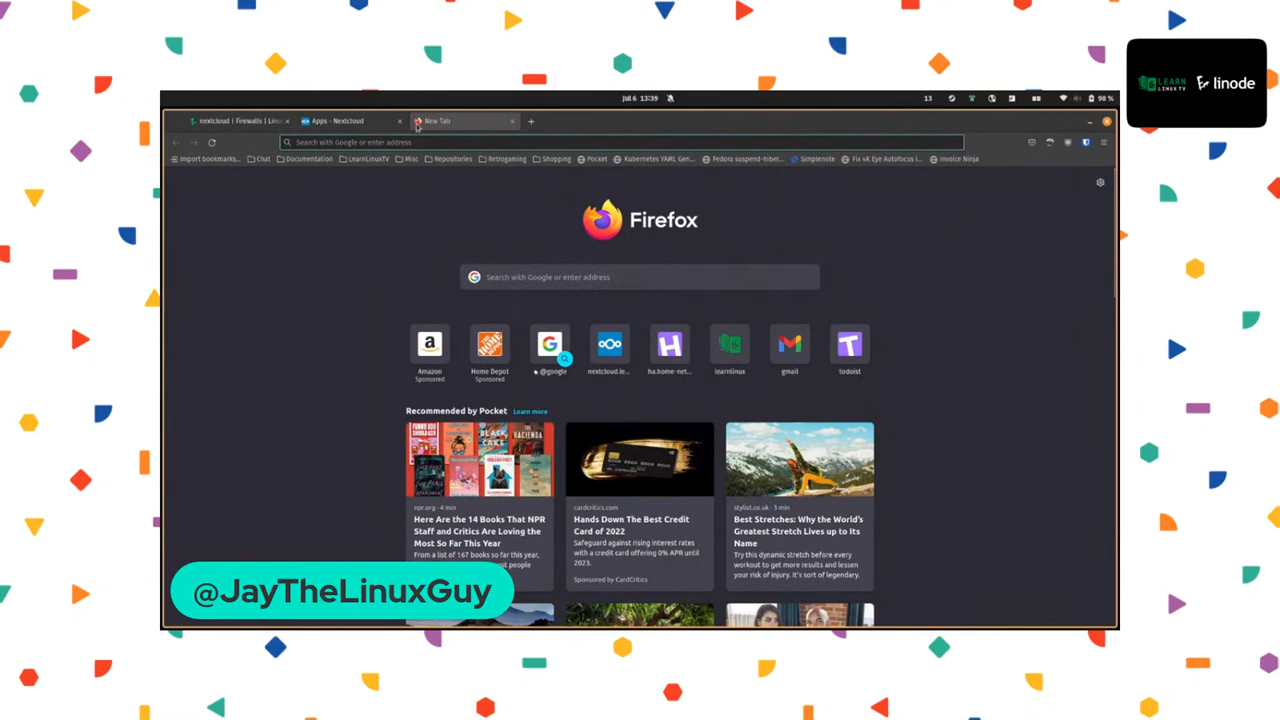 LEARN
LINUX TV
linode
Jul 6 13:39
13
98 %
nextcloud | Firewalls | Lino
Apps - Nextcloud
New Tab
Search with Google or enter address
Import bookmarks...
Chat
Documentation
LearnLinuxTV
Misc
Repositories
Retrogaming
Shopping
Pocket
Kubernetes YAML Gen...
Fedora suspend-hiber...
Simplenote
Fix 4K Eye Autofocus i...
Invoice Ninja
Firefox
Search with Google or enter address
Amazon
Sponsored
Home Depot
Sponsored
@google
nextcloud.le...
ha.home-net...
learnlinux
gmail
todoist
Recommended by Pocket Learn more
npr.org · 4 min
Here Are the 14 Books That NPR
Staff and Critics Are Loving the
Most So Far This Year
From a list of 167 books so far this year,
most people
cardcritics.com
Hands Down The Best Credit
Card of 2022
Safeguard against rising interest rates
with a credit card offering 0% APR until
2023.
Sponsored by CardCritics
stylist.co.uk · 3 min
Best Stretches: Why the World's
Greatest Stretch Lives up to Its
Name
Try this dynamic stretch before every
workout to get more results and lessen
your risk of injury. It's sort of legendary.
@JayTheLinuxGuy